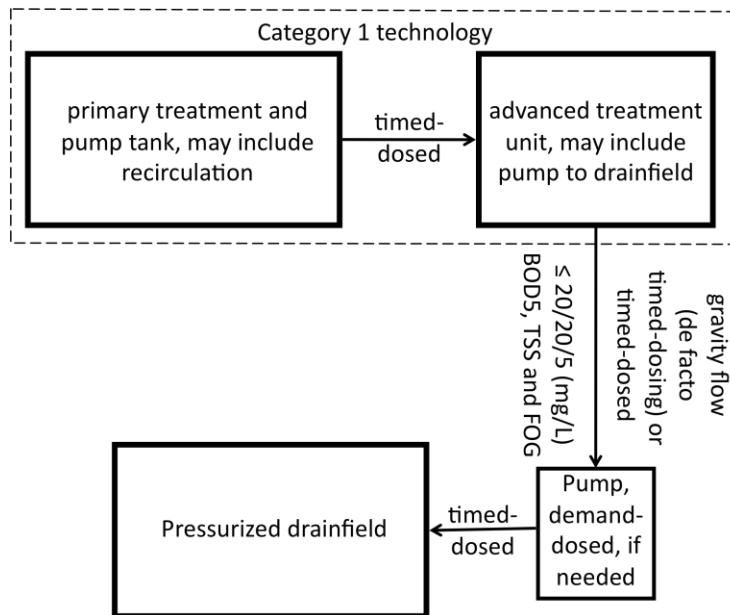 Category 1 technology
primary treatment and
pump tank, may include
recirculation
timed-
dosed
advanced treatment
unit, may include
pump to drainfield
≤ 20/20/5 (mg/L)
BOD5, TSS and FOG
gravity flow
(de facto
timed-dosing) or
timed-dosed
Pump,
demand-
dosed, if
needed
timed-
dosed
Pressurized drainfield